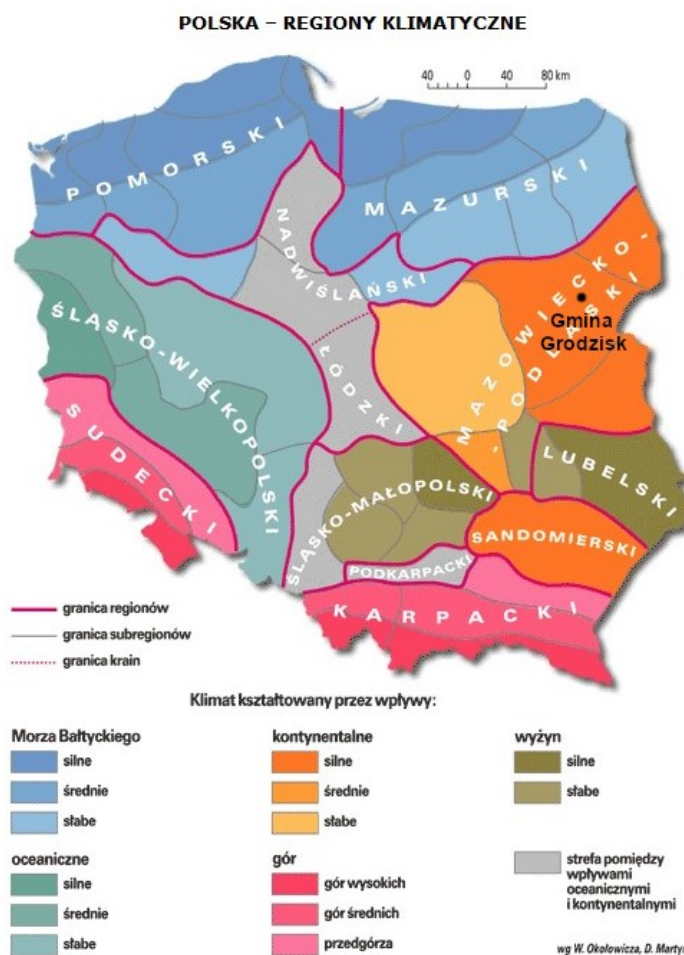 POLSKA – REGIONY KLIMATYCZNE
40 0 40 80 km
POMORSKI
MAZURSKI
NADWIŚLAŃSKI
MAZOWIECKO-
-PODLASKI
Gmina
Grodzisk
ŚLĄSKO-WIELKOPOLSKI
ŁÓDZKI
SUDECKI
LUBELSKI
ŚLĄSKO-MAŁOPOLSKI
SANDOMIERSKI
PODKARPACKI
KARPACKI
granica regionów
granica subregionów
granica krain
Klimat kształtowany przez wpływy:
Morza Bałtyckiego
silne
średnie
słabe
kontynentalne
silne
średnie
słabe
wyżyn
silne
słabe
oceaniczne
silne
średnie
słabe
gór
gór wysokich
gór średnich
przedgórza
strefa pomiędzy
wpływami
oceanicznymi
i kontynentalnymi
wg W. Okołowicza, D. Martyn